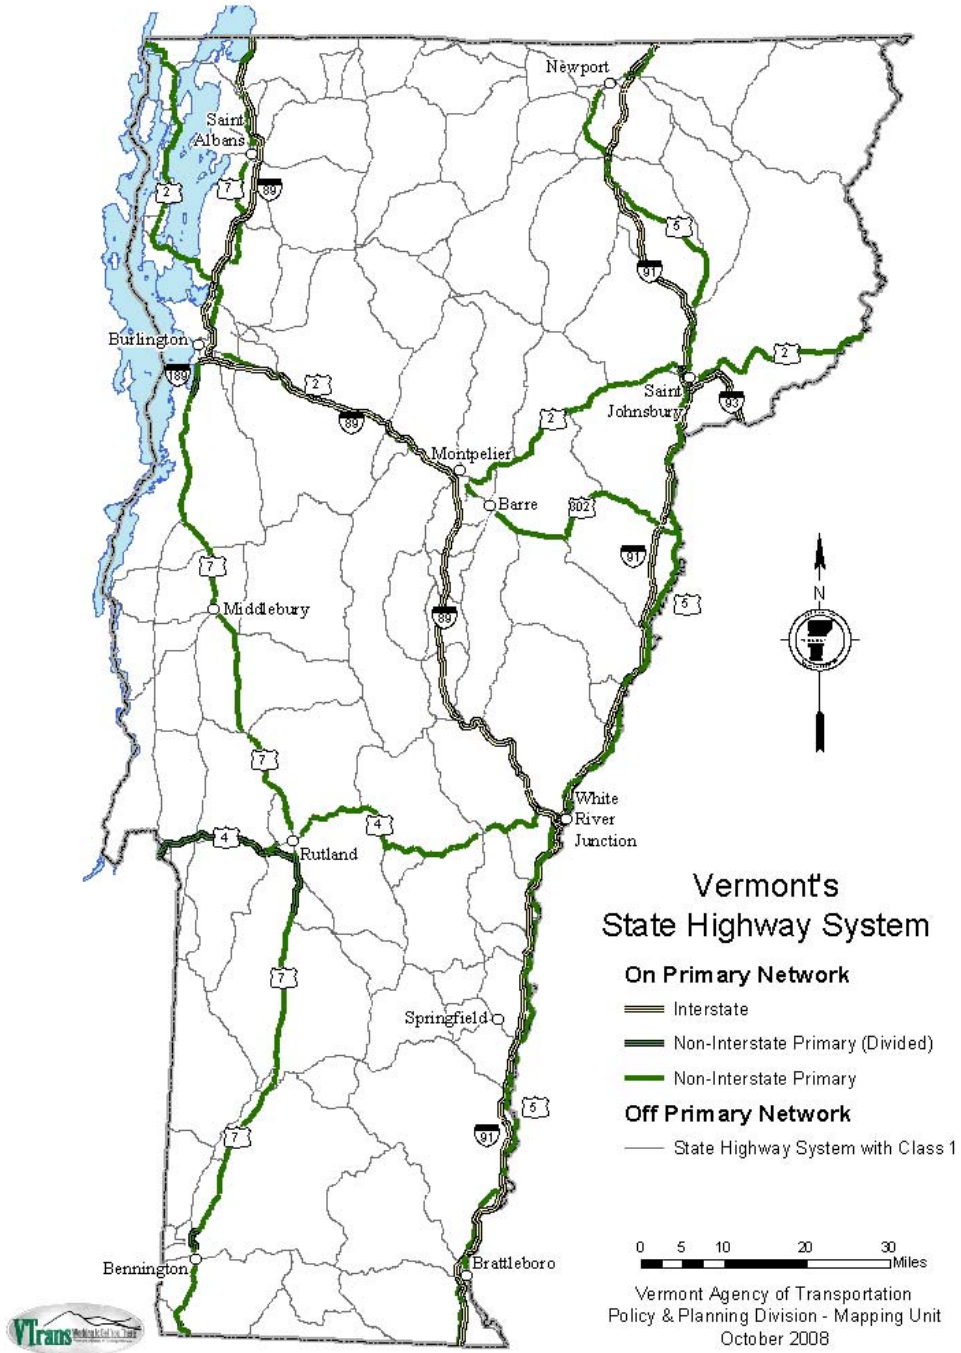 Newport
Saint
Albans
7
89
2
5
91
Burlington
189
2
2
Saint
Johnsbury
93
2
89
Montpelier
Barre
302
91
7
N
Middlebury
89
5
7
White
River
Junction
4
4
Rutland
Vermont's
State Highway System
On Primary Network
Interstate
Non-Interstate Primary (Divided)
Non-Interstate Primary
Off Primary Network
State Highway System with Class 1
7
Springfield
5
91
7
Bennington
Brattleboro
0 5 10 20 30
Miles
Vermont Agency of Transportation
Policy & Planning Division - Mapping Unit
October 2008
VTrans